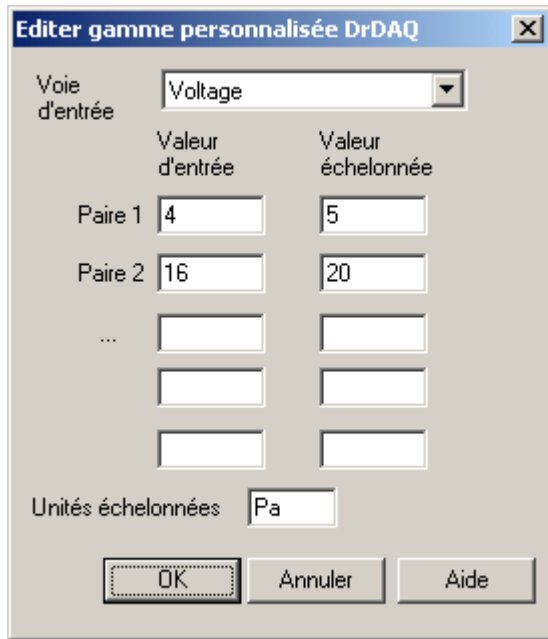 Editer gamme personnalisée DrDAQ
Voie
d'entrée
Voltage
Valeur
d'entrée
Valeur
échelonnée
Paire 1 4 5
Paire 2 16 20
...
Unités échelonnées Pa
OK Annuler Aide